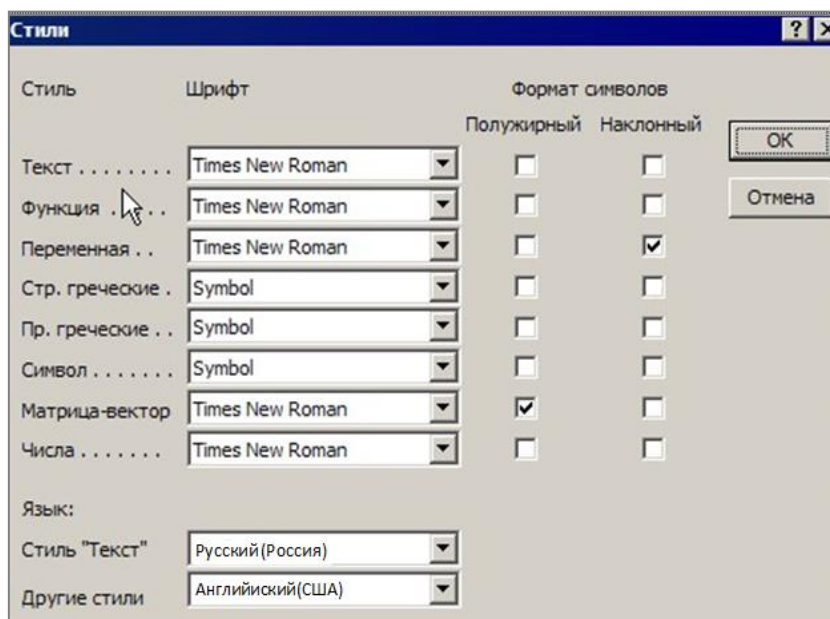 Стили
Стиль Шрифт Формат символов
Полужирный Наклонный
OK
Текст . . . . . . . . Times New Roman
Функция . . . Times New Roman
Отмена
Переменная . . Times New Roman
Стр. греческие . Symbol
Пр. греческие . . Symbol
Символ . . . . . . . Symbol
Матрица-вектор Times New Roman
Числа . . . . . . . Times New Roman
Язык:
Стиль "Текст" Русский(Россия)
Другие стили Английиский(США)